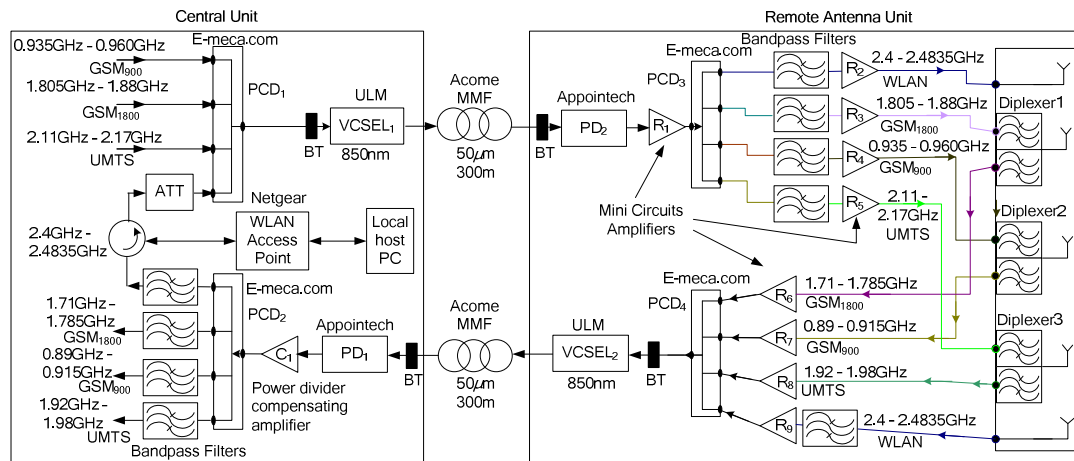 Central Unit
Remote Antenna Unit
E-meca.com
0.935GHz - 0.960GHz
GSM900
1.805GHz - 1.88GHz
GSM1800
2.11GHz - 2.17GHz
UMTS
PCD1
ULM
VCSEL1
850nm
BT
ATT
Netgear
WLAN
Access
Point
Local
host
PC
2.4GHz –
2.4835GHz
E-meca.com
PCD2
1.71GHz –
1.785GHz
GSM1800
0.89GHz -
0.915GHz
GSM900
1.92GHz-
1.98GHz
UMTS
Bandpass Filters
C1
Power divider
compensating
amplifier
Appointech
PD1
BT
Acome
MMF
50µm
300m
Acome
MMF
50µm
300m
Appointech
PD2
BT
R1
E-meca.com
PCD3
Bandpass Filters
R2
2.4 - 2.4835GHz
WLAN
R3
1.805 - 1.88GHz
GSM1800
R4
0.935 - 0.960GHz
GSM900
R5
2.11 -
2.17GHz
UMTS
Mini Circuits
Amplifiers
Diplexer1
Diplexer2
Diplexer3
E-meca.com
PCD4
R6
1.71 - 1.785GHz
GSM1800
R7
0.89 - 0.915GHz
GSM900
R8
1.92 - 1.98GHz
UMTS
R9
2.4 - 2.4835GHz
WLAN
ULM
VCSEL2
850nm
BT